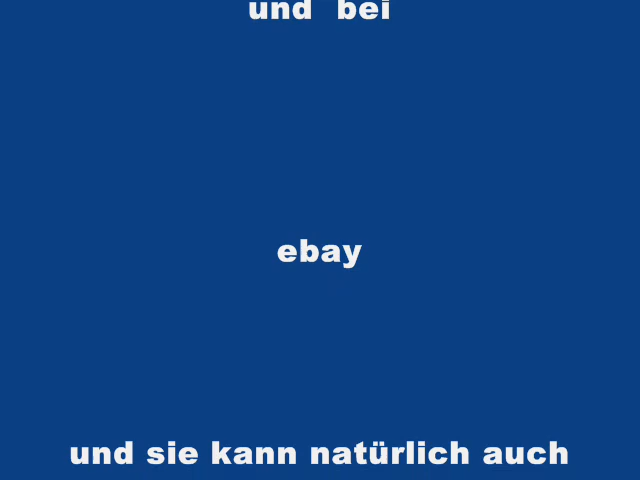 und bei
ebay
und sie kann natürlich auch